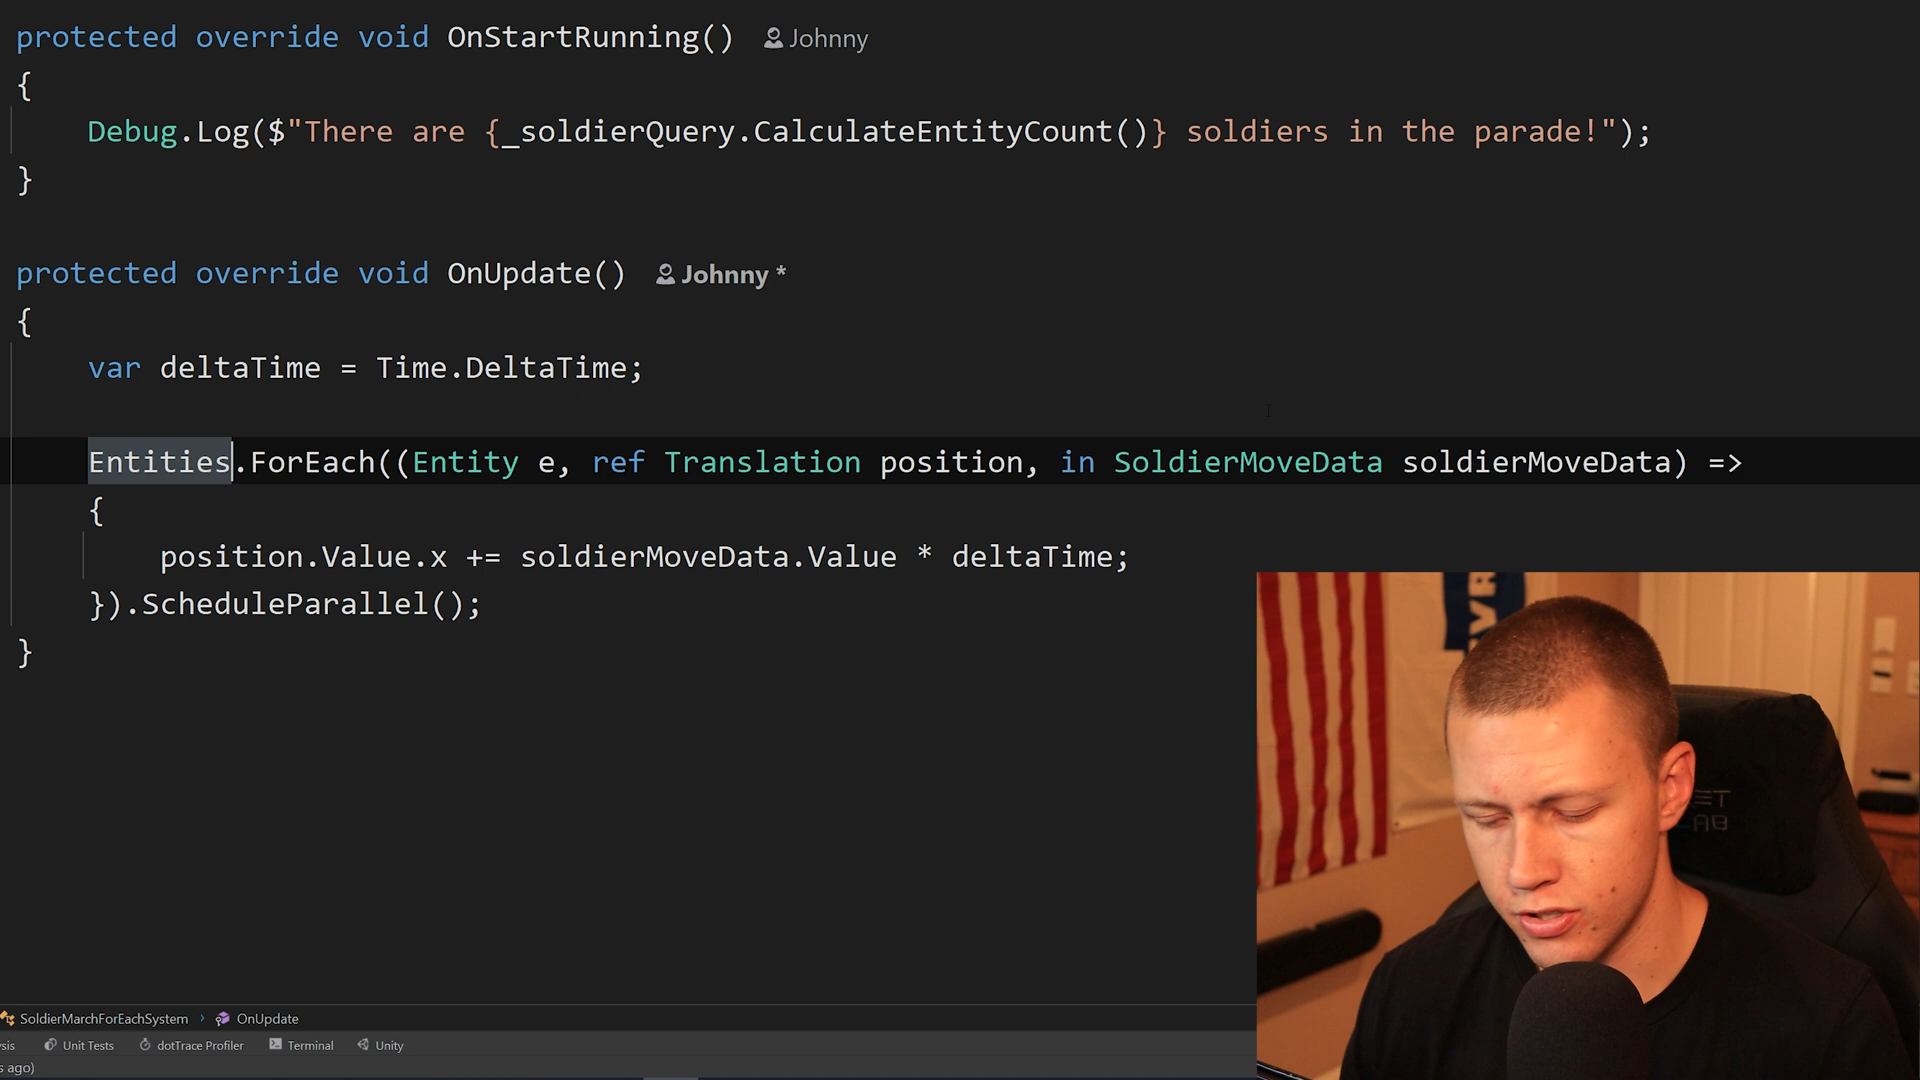 protected override void OnStartRunning() Johnny
{
Debug.Log($"There are {_soldierQuery.CalculateEntityCount()} soldiers in the parade!");
}
protected override void OnUpdate() Johnny *
{
var deltaTime = Time.DeltaTime;
Entities.ForEach((Entity e, ref Translation position, in SoldierMoveData soldierMoveData) =>
{
position.Value.x += soldierMoveData.Value * deltaTime;
}).ScheduleParallel();
}
SoldierMarchForEachSystem › OnUpdate
Unit Tests dotTrace Profiler Terminal Unity
ago)